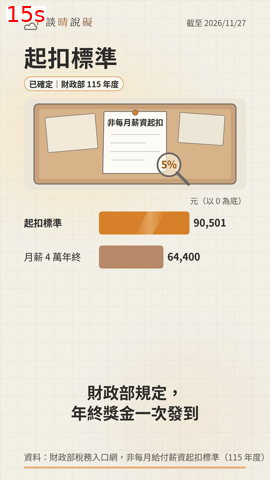 15s
談晴說礙
截至 2026/11/27
起扣標準
已確定｜財政部 115 年度
非每月薪資起扣
5%
元（以 0 為底）
起扣標準 90,501
月薪 4 萬年終 64,400
財政部規定，
年終獎金一次發到
資料：財政部稅務入口網，非每月給付薪資起扣標準（115 年度）